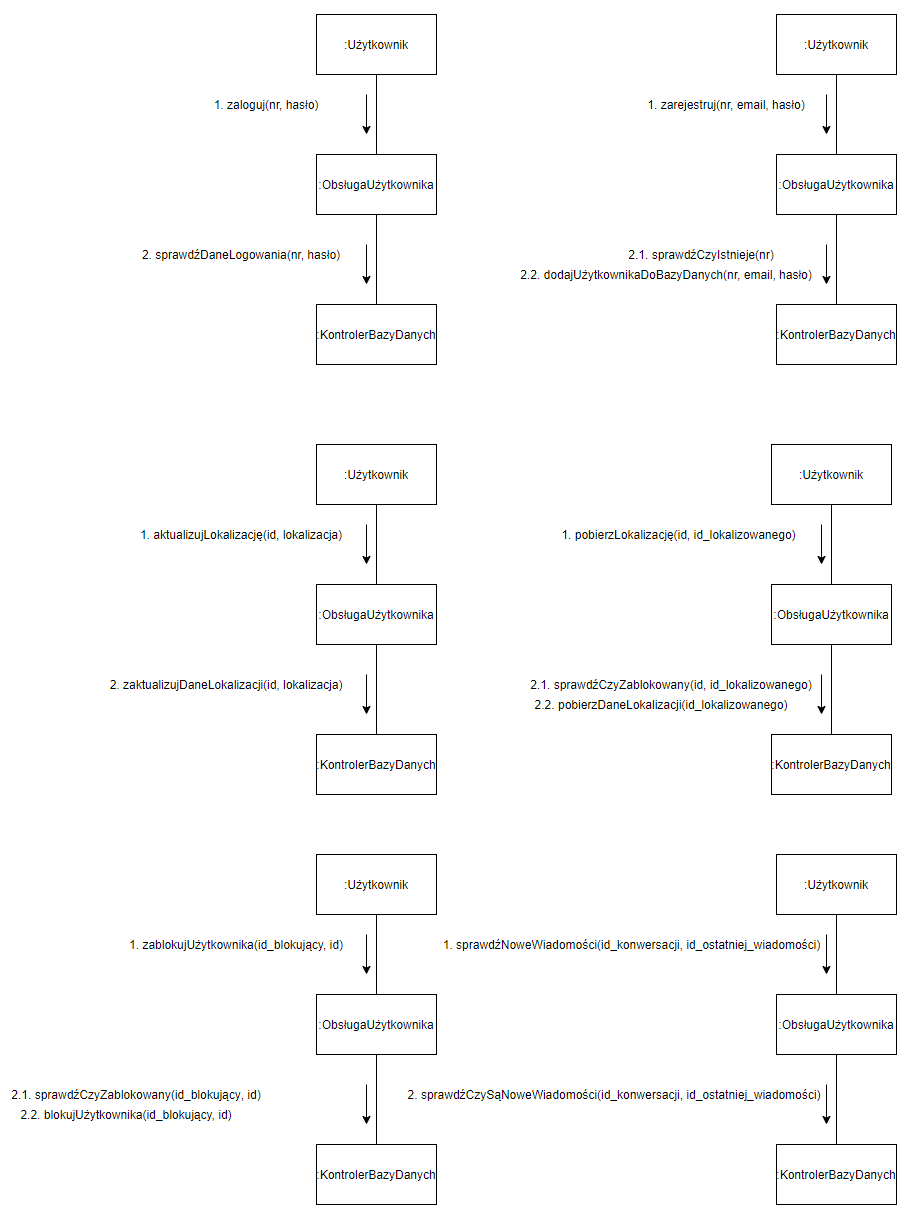 :Użytkownik
1. zaloguj(nr, hasło)
:ObsługaUżytkownika
2. sprawdźDaneLogowania(nr, hasło)
:KontrolerBazyDanych
:Użytkownik
1. zarejestruj(nr, email, hasło)
:ObsługaUżytkownika
2.1. sprawdźCzyIstnieje(nr)
2.2. dodajUżytkownikaDoBazyDanych(nr, email, hasło)
:KontrolerBazyDanych
:Użytkownik
1. aktualizujLokalizację(id, lokalizacja)
:ObsługaUżytkownika
2. zaktualizujDaneLokalizacji(id, lokalizacja)
:KontrolerBazyDanych
:Użytkownik
1. pobierzLokalizację(id, id_lokalizowanego)
:ObsługaUżytkownika
2.1. sprawdźCzyZablokowany(id, id_lokalizowanego)
2.2. pobierzDaneLokalizacji(id_lokalizowanego)
:KontrolerBazyDanych
:Użytkownik
1. zablokujUżytkownika(id_blokujący, id)
:ObsługaUżytkownika
2.1. sprawdźCzyZablokowany(id_blokujący, id)
2.2. blokujUżytkownika(id_blokujący, id)
:KontrolerBazyDanych
:Użytkownik
1. sprawdźNoweWiadomości(id_konwersacji, id_ostatniej_wiadomości)
:ObsługaUżytkownika
2. sprawdźCzySąNoweWiadomości(id_konwersacji, id_ostatniej_wiadomości)
:KontrolerBazyDanych